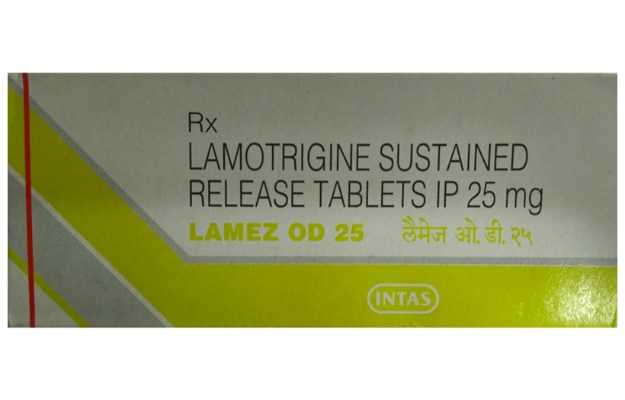 Rx
LAMOTRIGINE SUSTAINED
RELEASE TABLETS IP 25 mg
LAMEZ OD 25 लैमेज ओ.डी.२५
INTAS